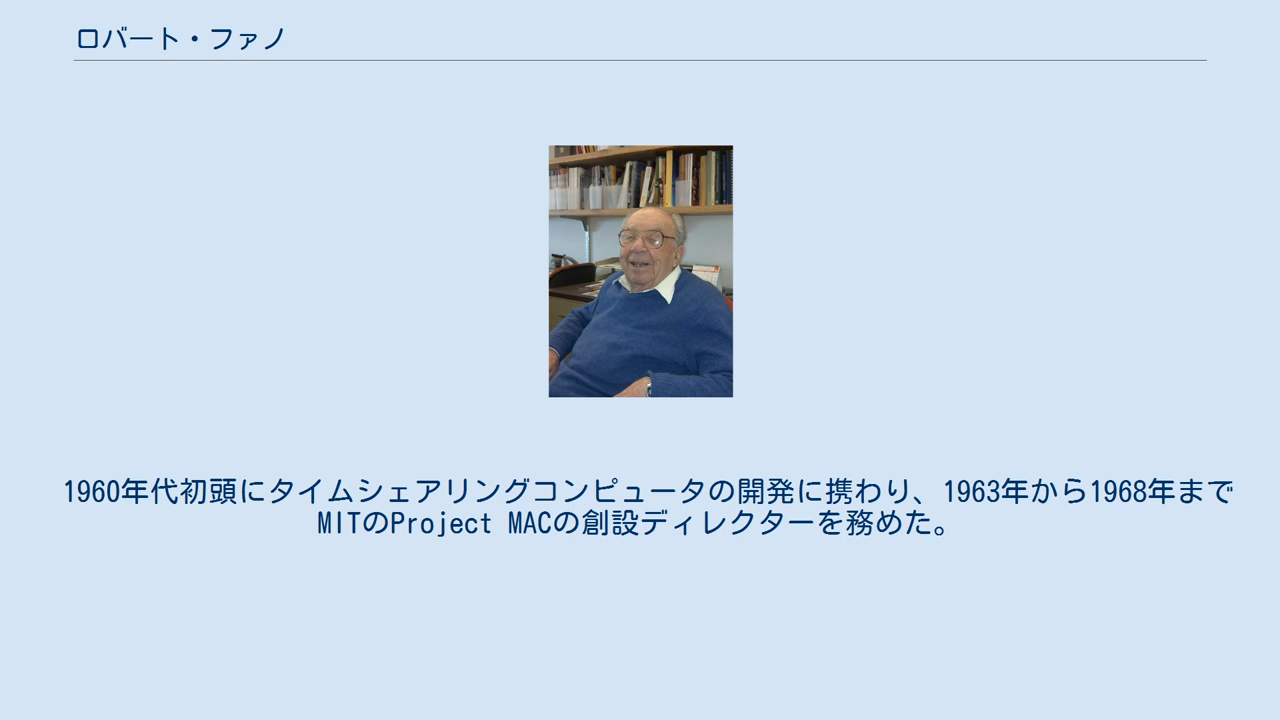 ロバート・ファノ
1960年代初頭にタイムシェアリングコンピュータの開発に携わり、1963年から1968年まで
MITのProject MACの創設ディレクターを務めた。